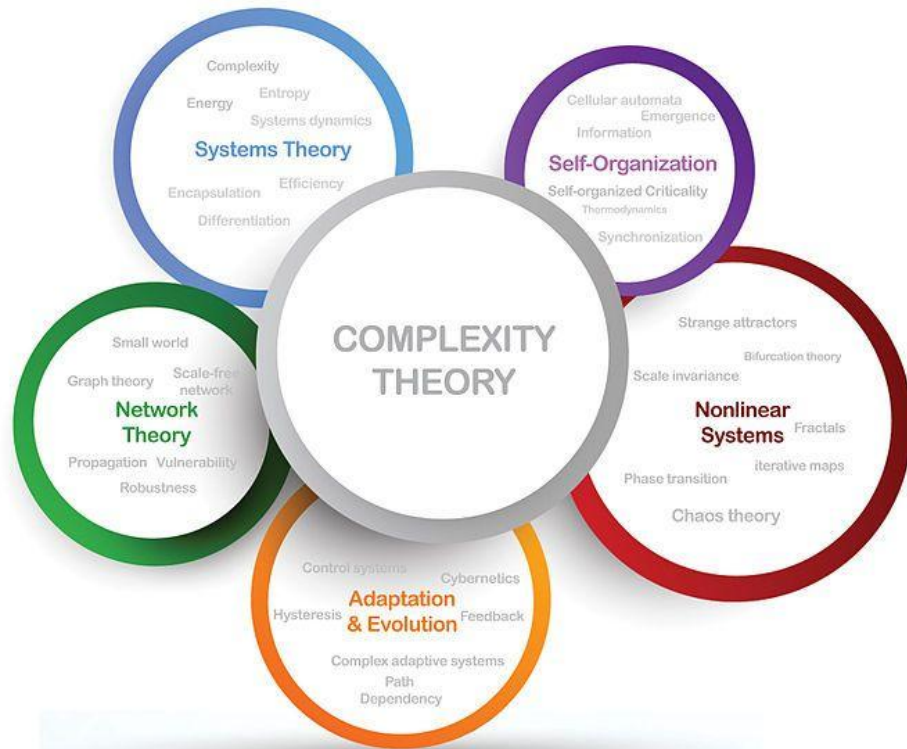 Complexity
Entropy
Energy
Systems dynamics
Systems Theory
Efficiency
Encapsulation
Differentiation
Cellular automata
Emergence
Information
Self-Organization
Self-organized Criticality
Thermodynamics
Synchronization
COMPLEXITY
THEORY
Small world
Graph theory
Scale-free
network
Network
Theory
Propagation
Vulnerability
Robustness
Strange attractors
Bifurcation theory
Scale invariance
Nonlinear
Systems
Fractals
iterative maps
Phase transition
Chaos theory
Control systems
Cybernetics
Adaptation
& Evolution
Hysteresis
Feedback
Complex adaptive systems
Path
Dependency